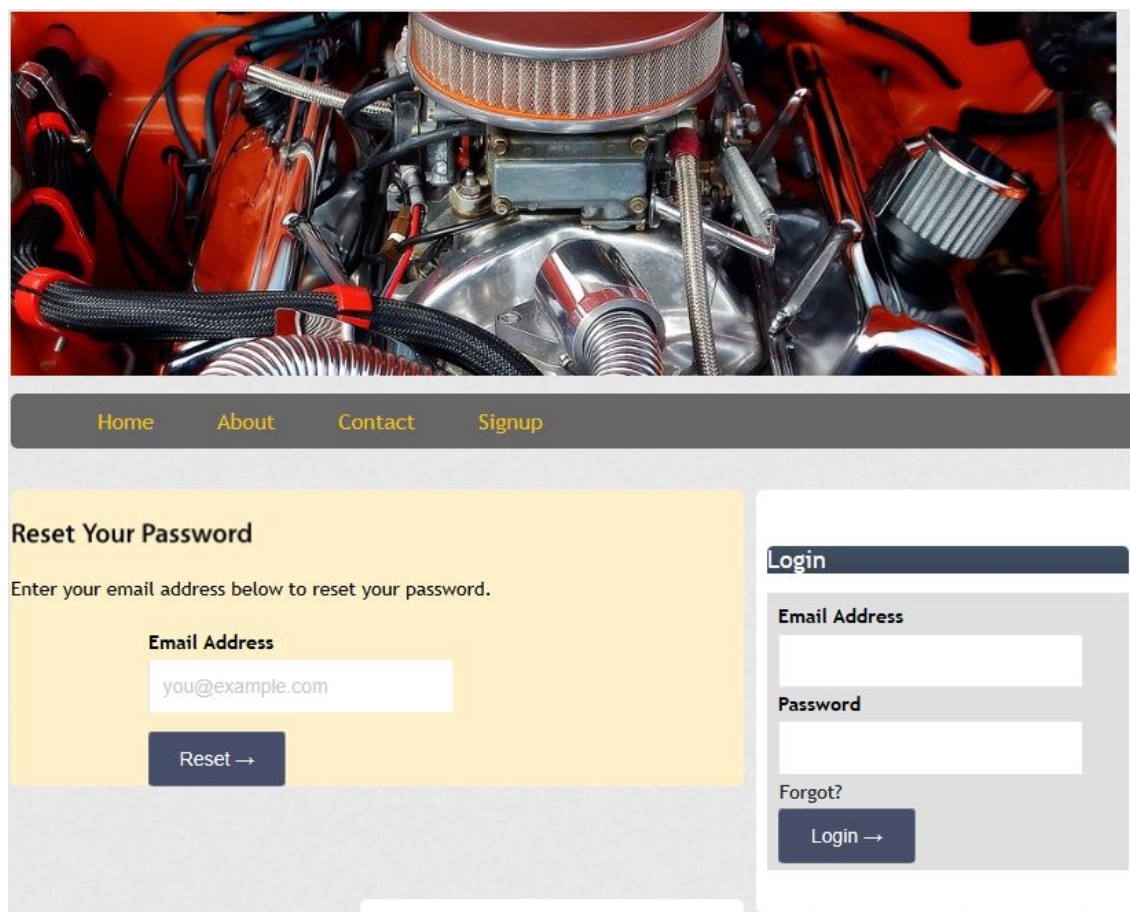 Home About Contact Signup
Reset Your Password
Enter your email address below to reset your password.
Email Address
you@example.com
Reset →
Login
Email Address
Password
Forgot?
Login →